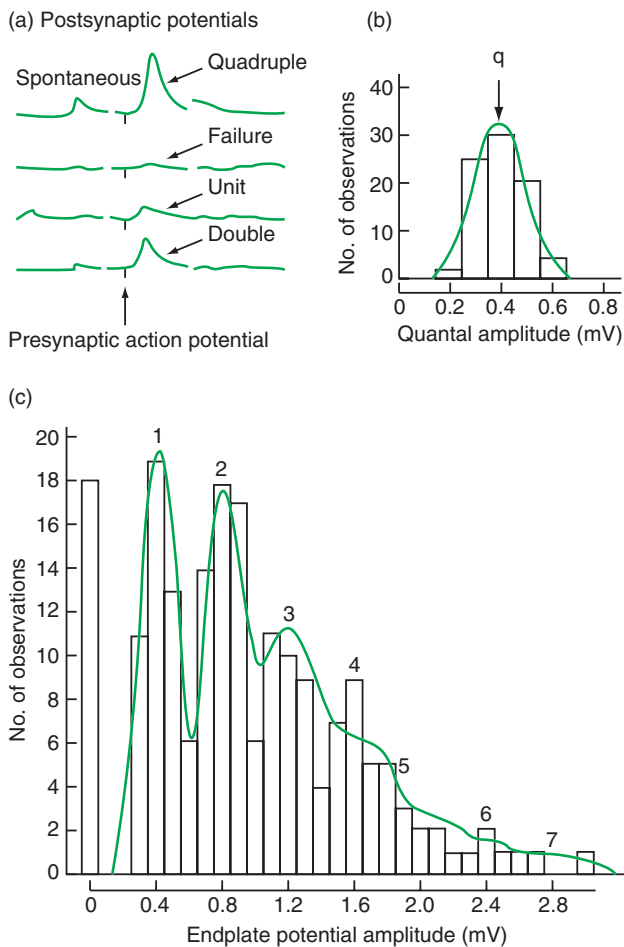 (a) Postsynaptic potentials
Spontaneous
Quadruple
Failure
Unit
Double
Presynaptic action potential
(b)
q
No. of observations
40
30
20
10
0
0 0.2 0.4 0.6 0.8
Quantal amplitude (mV)
(c)
No. of observations
20
18
16
14
12
10
8
6
4
2
0
1
2
3
4
5
6
7
0 0.4 0.8 1.2 1.6 2.0 2.4 2.8
Endplate potential amplitude (mV)